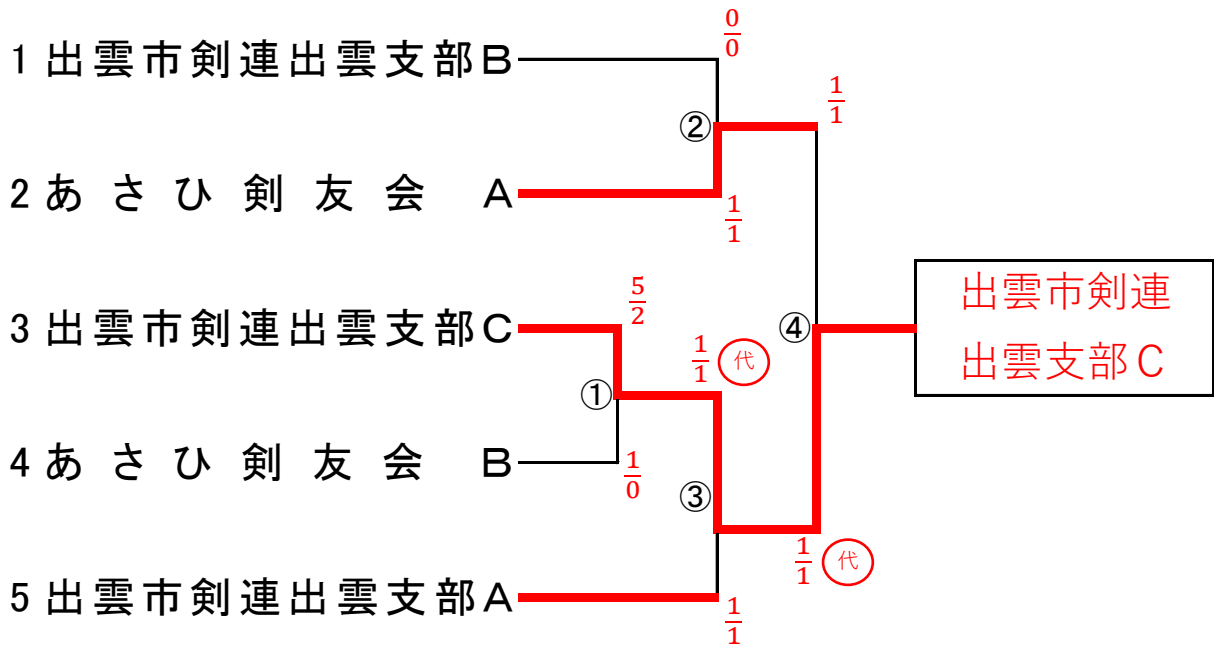 0/0
1 出雲市剣連出雲支部B
1/1
②
2 あさひ剣友会 A
1/1
5/2
3 出雲市剣連出雲支部C
④
出雲市剣連
出雲支部C
1/1 代
①
4 あさひ剣友会 B
1/0
③
1/1 代
5 出雲市剣連出雲支部A
1/1